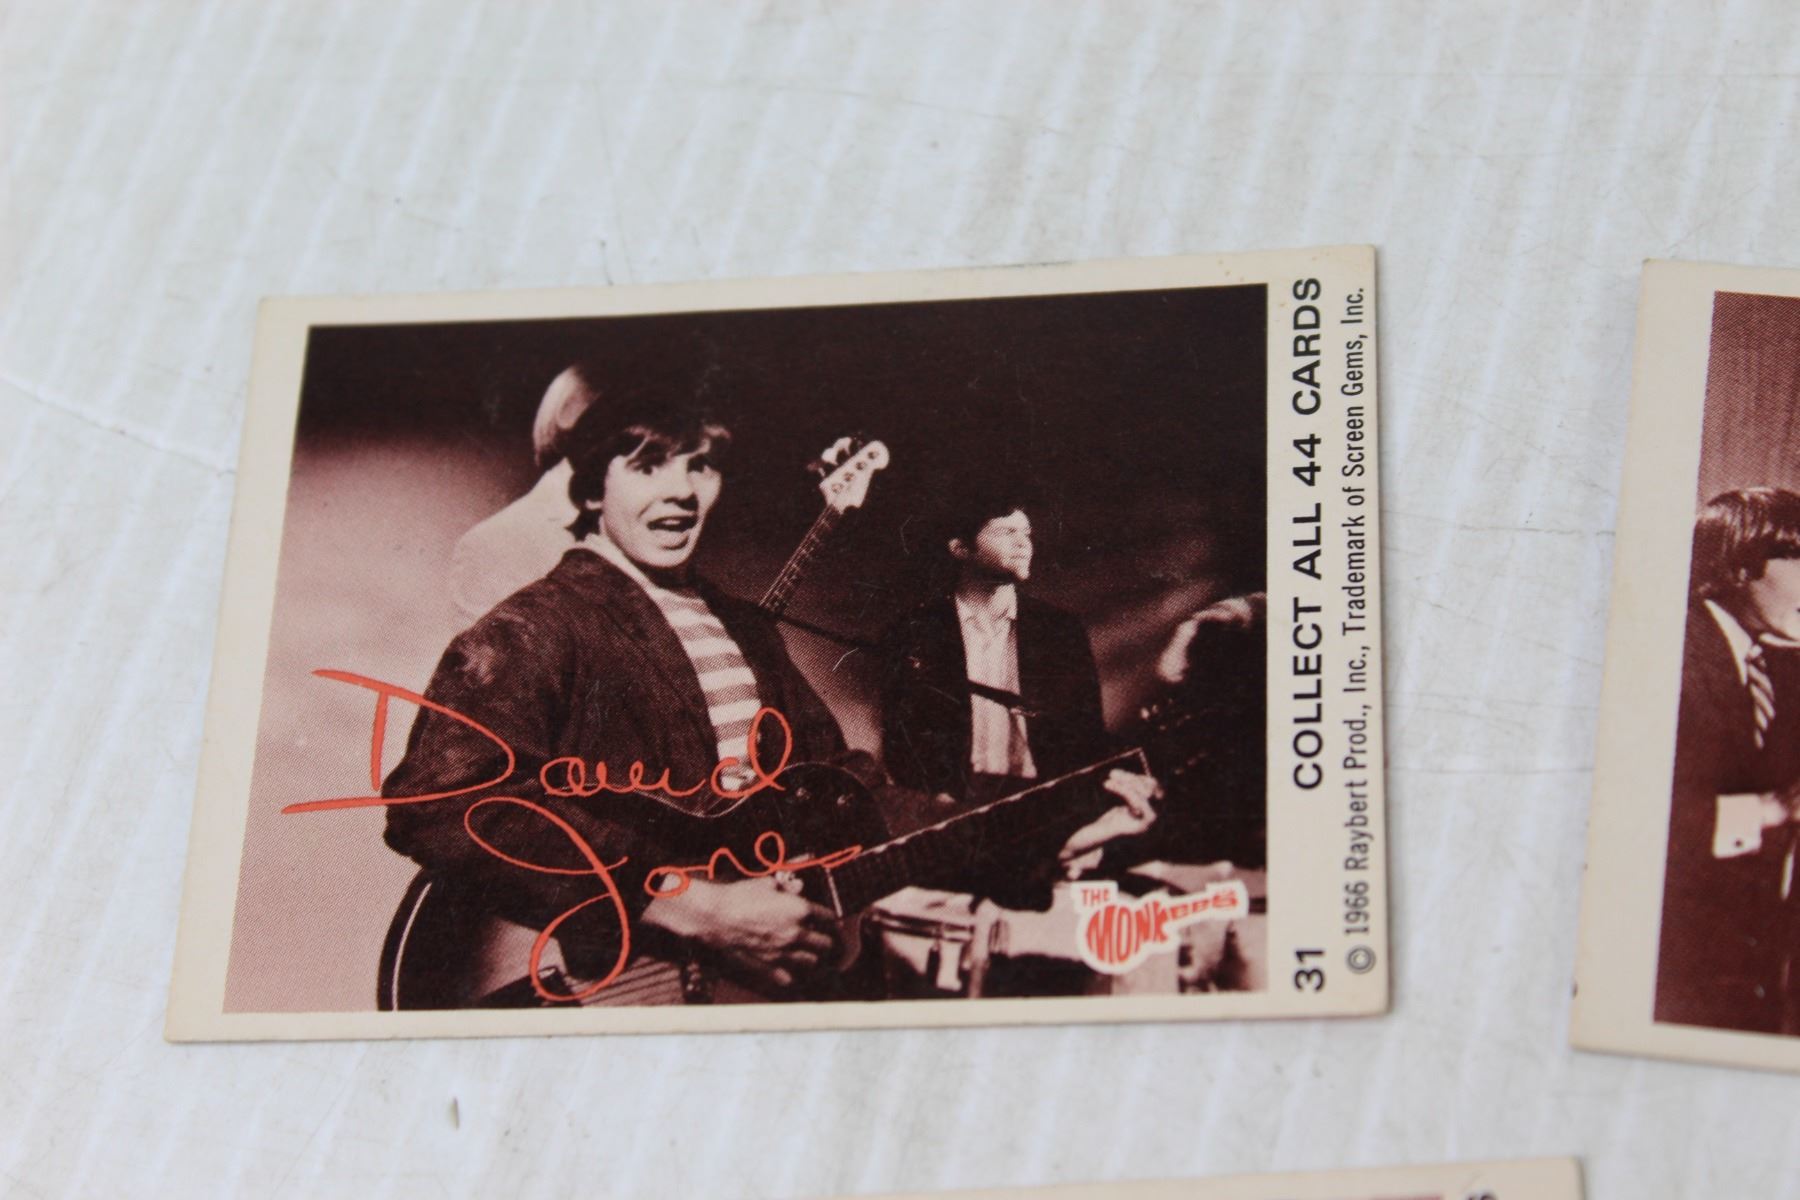 David
Jones
THE
MONKEES
31 COLLECT ALL 44 CARDS
© 1966 Raybert Prod., Inc., Trademark of Screen Gems, Inc.